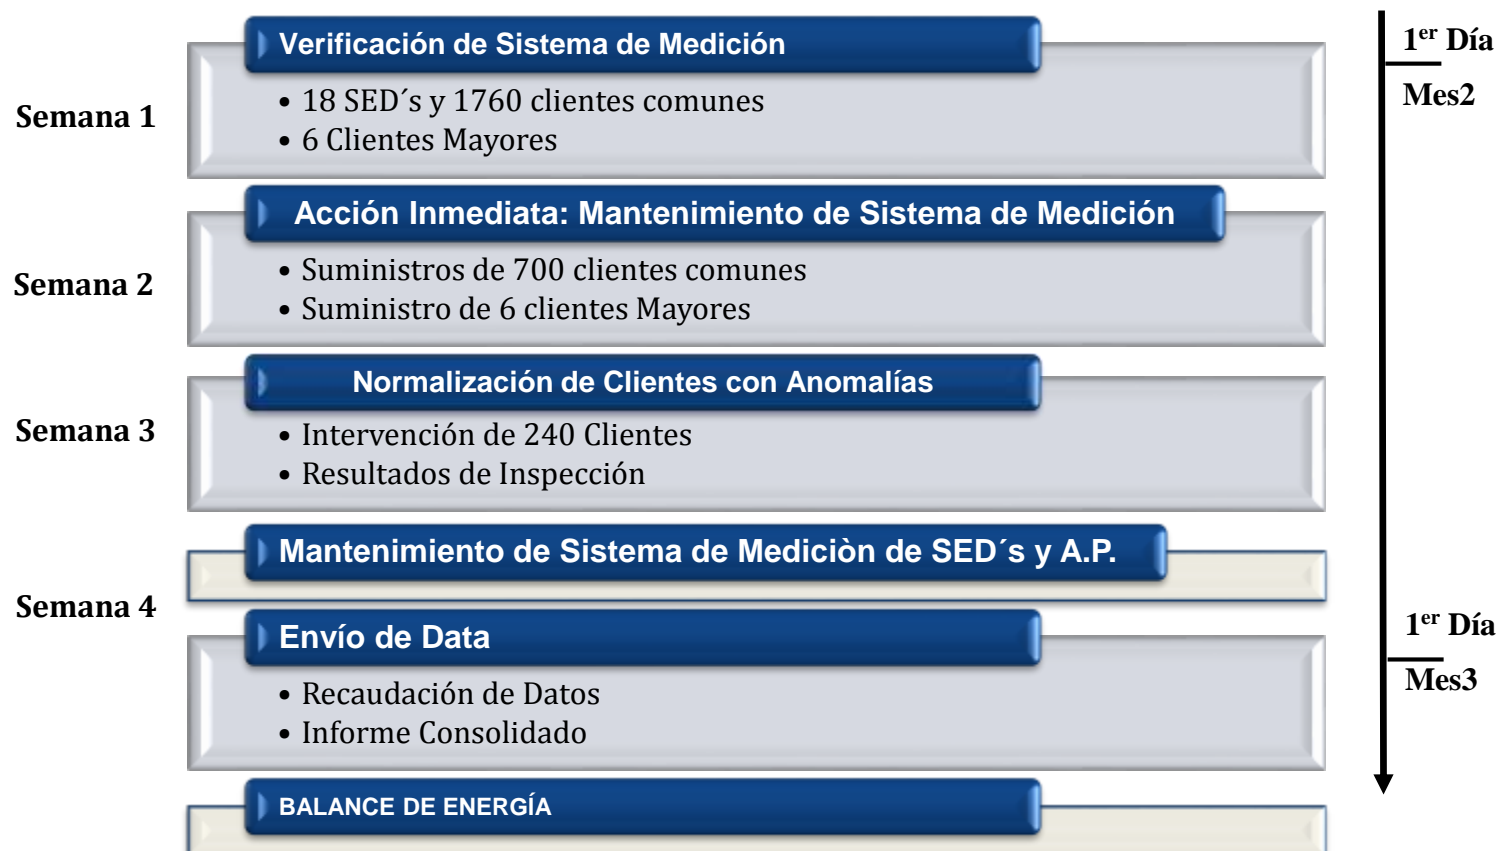 Verificación de Sistema de Medición
Semana 1
• 18 SED´s y 1760 clientes comunes
• 6 Clientes Mayores
Acción Inmediata: Mantenimiento de Sistema de Medición
Semana 2
• Suministros de 700 clientes comunes
• Suministro de 6 clientes Mayores
Normalización de Clientes con Anomalías
Semana 3
• Intervención de 240 Clientes
• Resultados de Inspección
Mantenimiento de Sistema de Mediciòn de SED´s y A.P.
Semana 4
Envío de Data
• Recaudación de Datos
• Informe Consolidado
BALANCE DE ENERGÍA
1er Día
Mes2
1er Día
Mes3